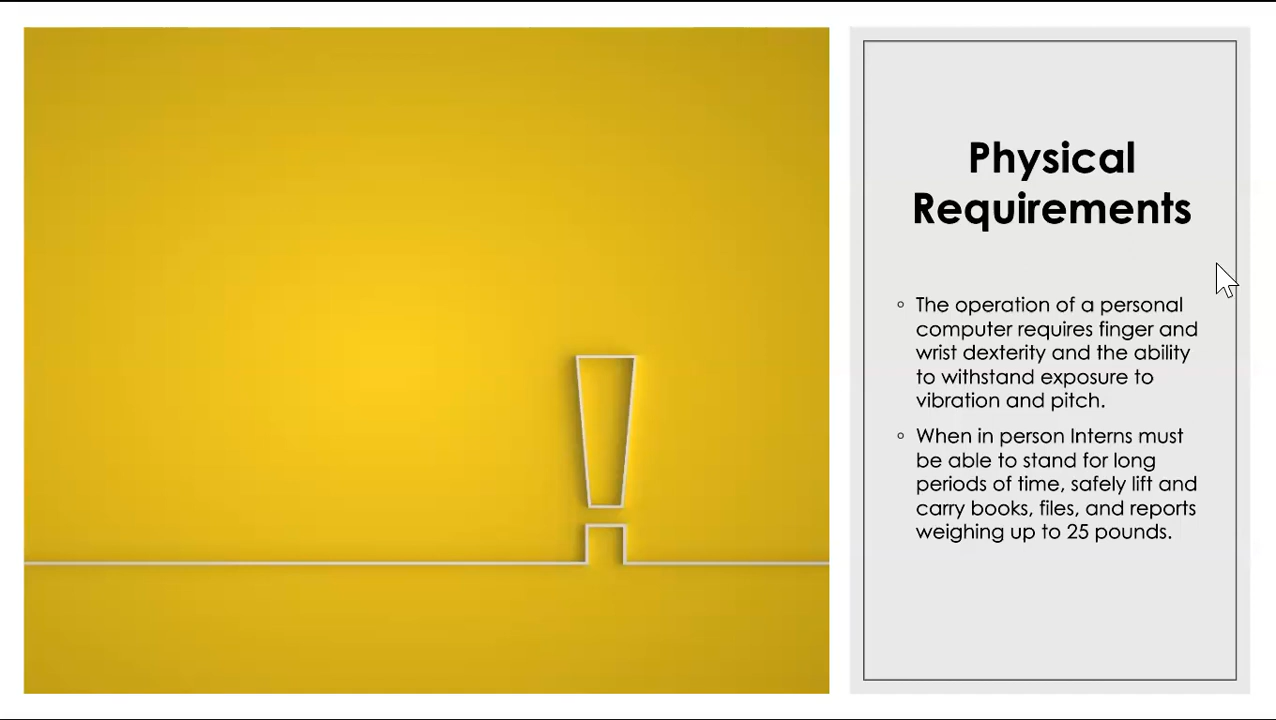 Physical
Requirements
◦ The operation of a personal
computer requires finger and
wrist dexterity and the ability
to withstand exposure to
vibration and pitch.
◦ When in person Interns must
be able to stand for long
periods of time, safely lift and
carry books, files, and reports
weighing up to 25 pounds.